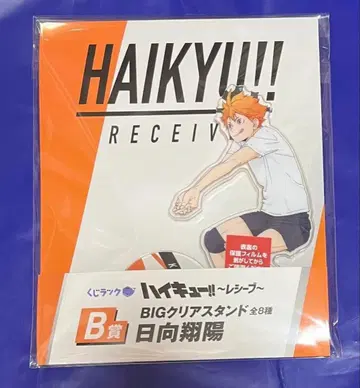 HAIKYU!!
RECEIV
表面の
保護フィルムを
剥がしてから
くじランク
ハイキュー!! ～レシーブ～
B賞
BIGクリアスタンド 全8種
日向翔陽